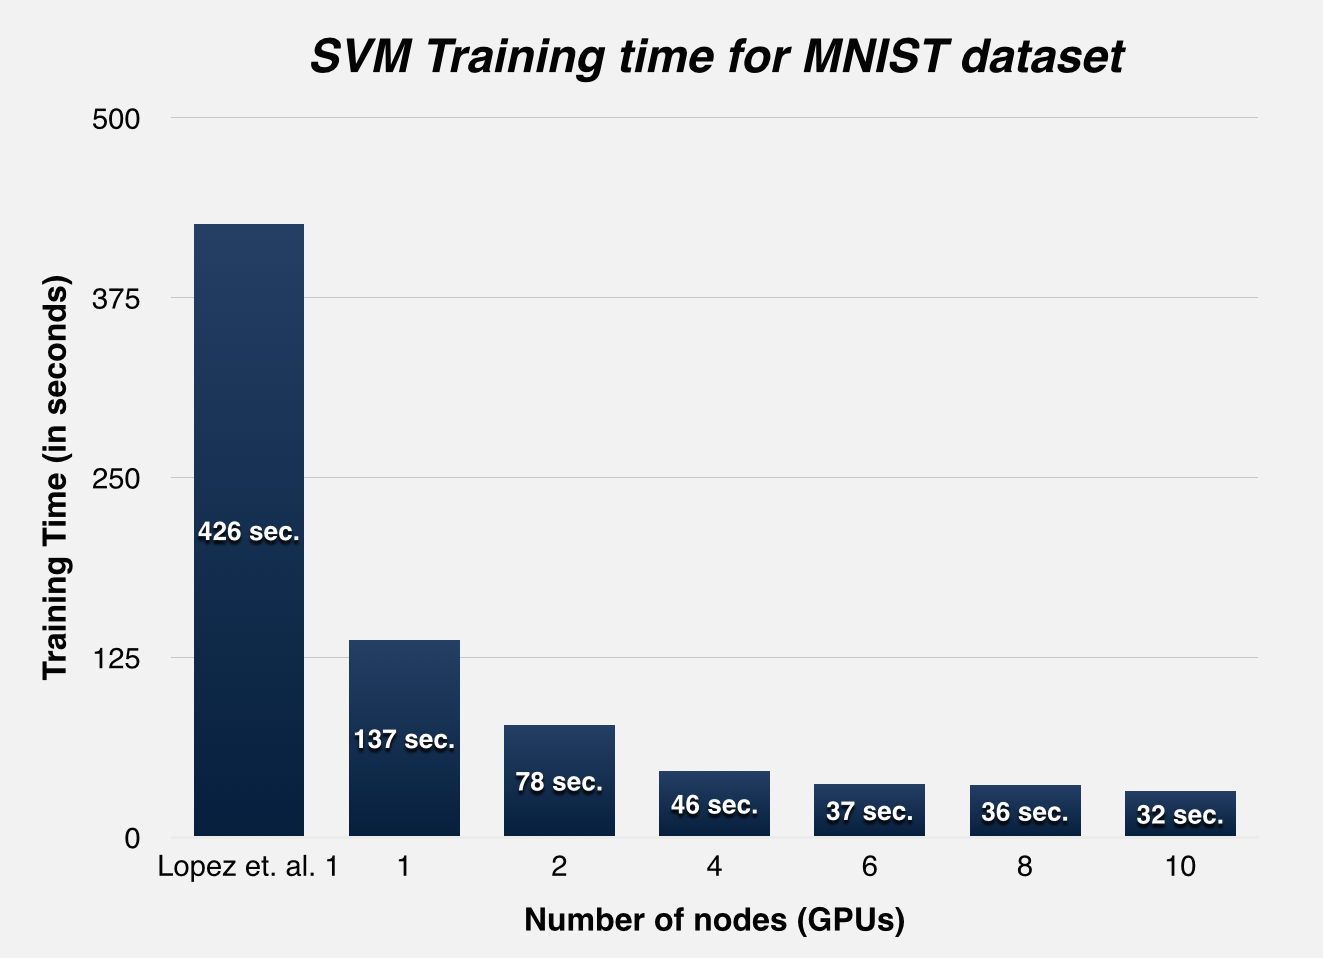 SVM Training time for MNIST dataset
Training Time (in seconds)
500
375
250
125
0
426 sec.
137 sec.
78 sec.
46 sec.
37 sec.
36 sec.
32 sec.
Lopez et. al. 1 1 2 4 6 8 10
Number of nodes (GPUs)